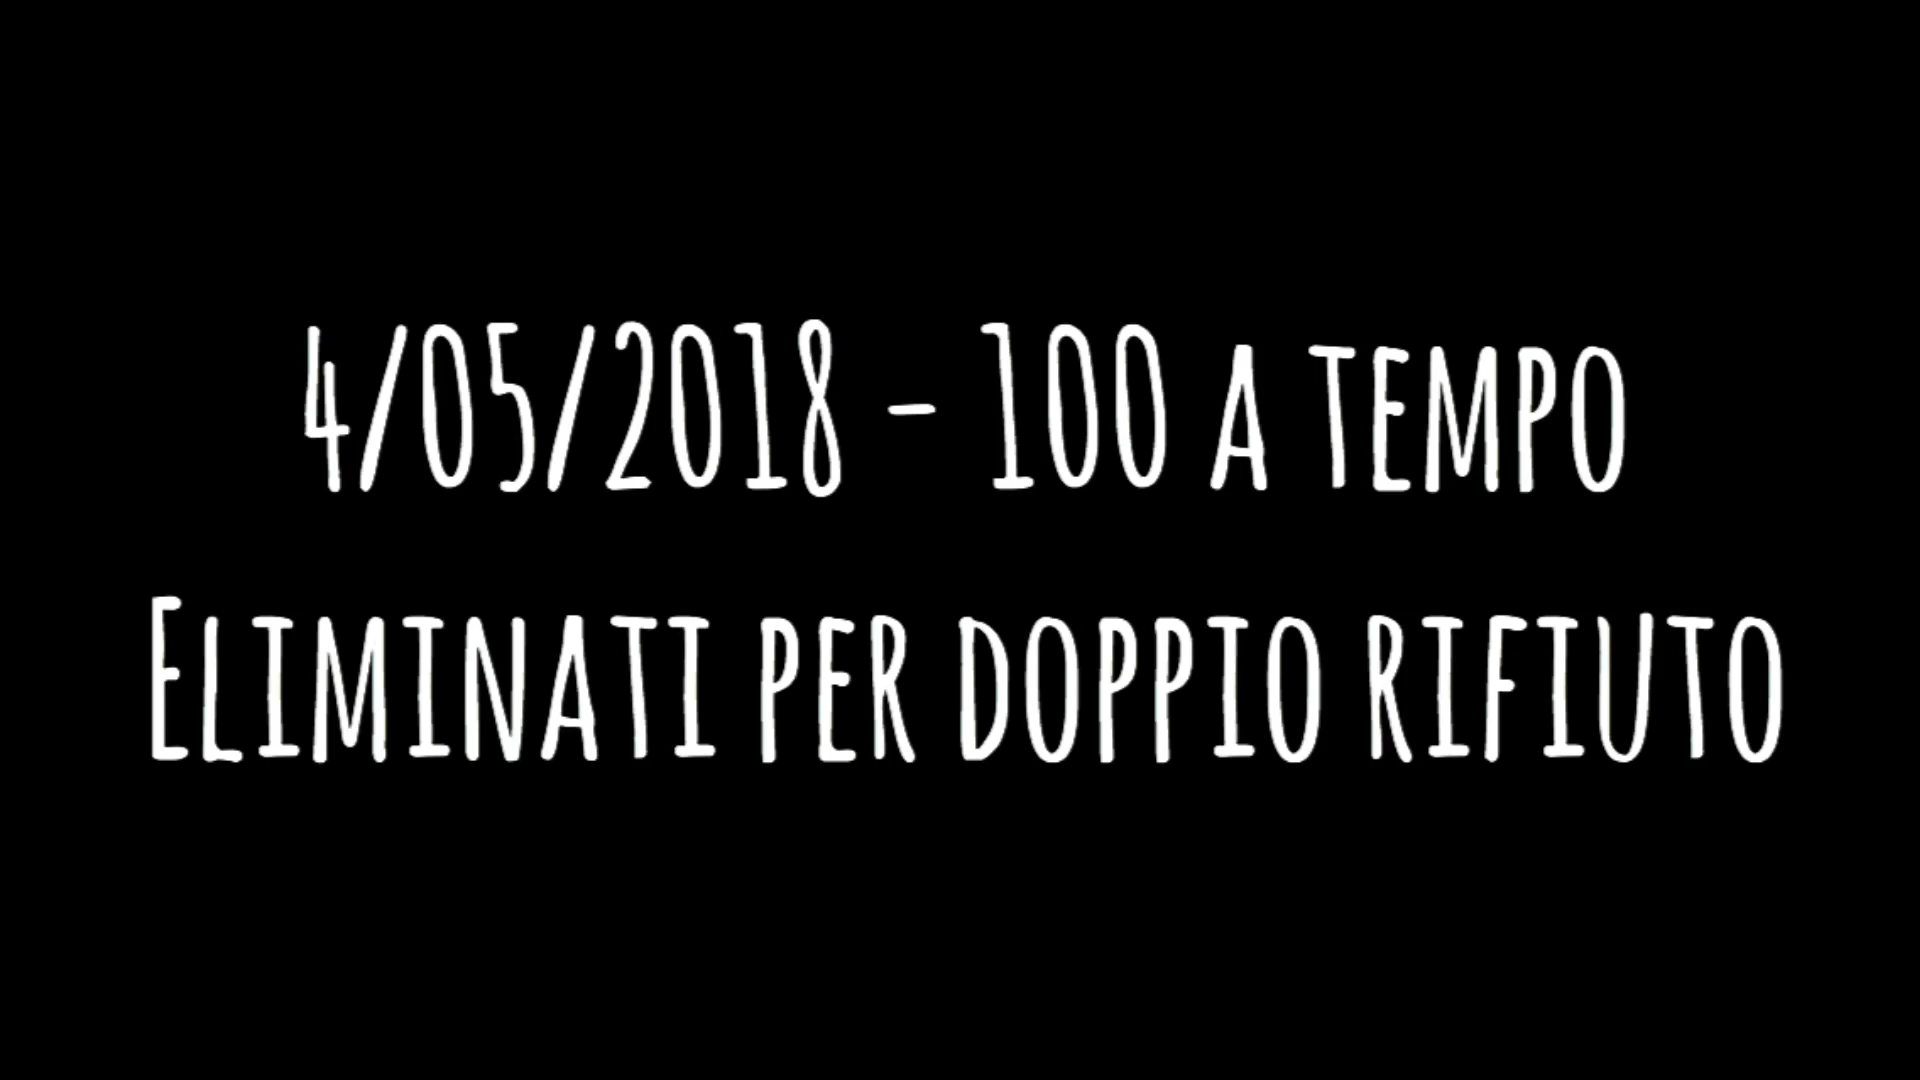 4/05/2018 - 100 a tempo
Eliminati per doppio rifiuto